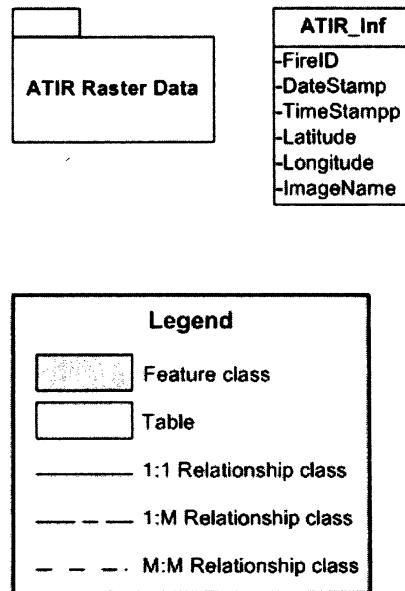 ATIR Raster Data
ATIR_Inf
-FireID
-DateStamp
-TimeStampp
-Latitude
-Longitude
-ImageName
Legend
Feature class
Table
1:1 Relationship class
1:M Relationship class
M:M Relationship class